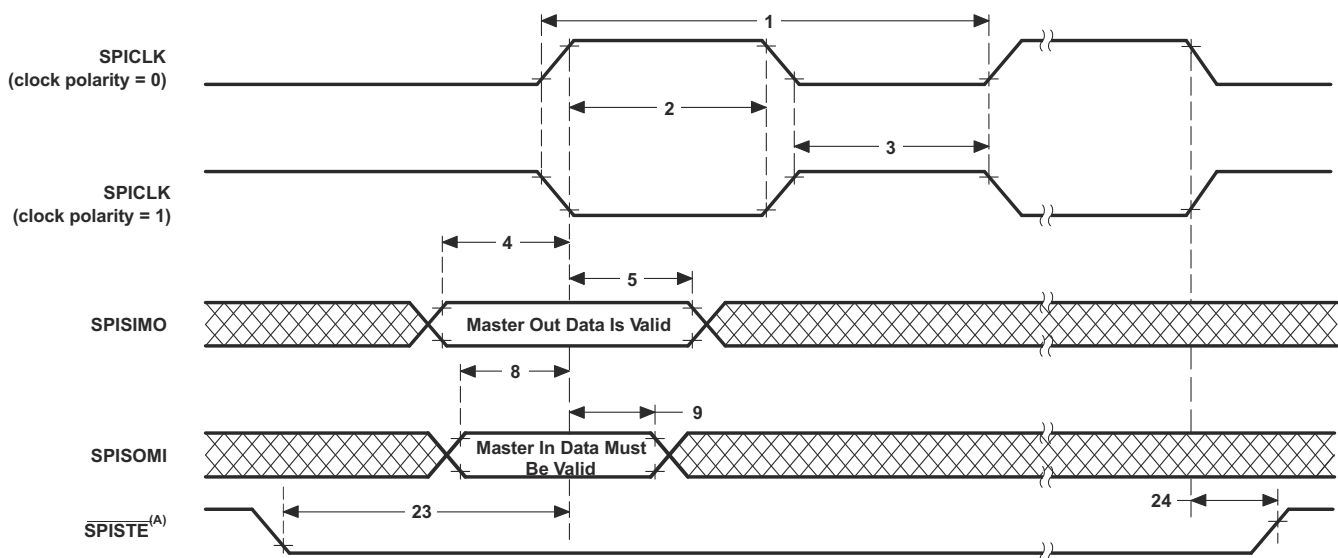 1
SPICLK
(clock polarity = 0)
2
3
SPICLK
(clock polarity = 1)
4
5
SPISIMO
Master Out Data Is Valid
8
9
SPISOMI
Master In Data Must
Be Valid
23
24
SPISTE(A)